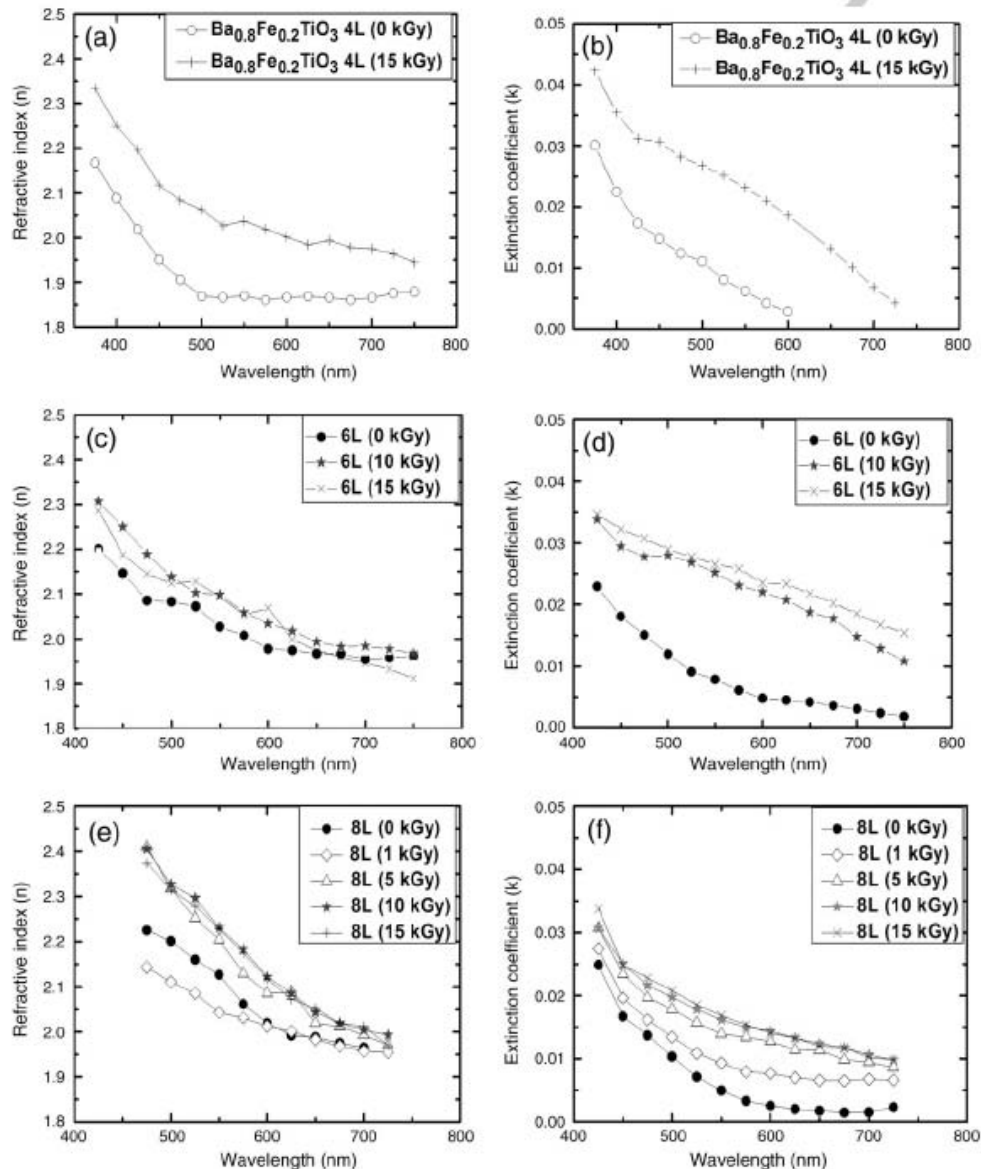 (a)
Ba0.8Fe0.2TiO3 4L (0 kGy)
Ba0.8Fe0.2TiO3 4L (15 kGy)
Refractive index (n)
2.5
2.4
2.3
2.2
2.1
2.0
1.9
1.8
400 500 600 700 800
Wavelength (nm)
(b)
Ba0.8Fe0.2TiO3 4L (0 kGy)
Ba0.8Fe0.2TiO3 4L (15 kGy)
Extinction coefficient (k)
0.05
0.04
0.03
0.02
0.01
0.00
400 500 600 700 800
Wavelength (nm)
(c)
6L (0 kGy)
6L (10 kGy)
6L (15 kGy)
Refractive index (n)
2.5
2.4
2.3
2.2
2.1
2.0
1.9
1.8
400 500 600 700 800
Wavelength (nm)
(d)
6L (0 kGy)
6L (10 kGy)
6L (15 kGy)
Extinction coefficient (k)
0.05
0.04
0.03
0.02
0.01
0.00
400 500 600 700 800
Wavelength (nm)
(e)
8L (0 kGy)
8L (1 kGy)
8L (5 kGy)
8L (10 kGy)
8L (15 kGy)
Refractive index (n)
2.5
2.4
2.3
2.2
2.1
2.0
1.9
1.8
400 500 600 700 800
Wavelength (nm)
(f)
8L (0 kGy)
8L (1 kGy)
8L (5 kGy)
8L (10 kGy)
8L (15 kGy)
Extinction coefficient (k)
0.05
0.04
0.03
0.02
0.01
0.00
400 500 600 700 800
Wavelength (nm)